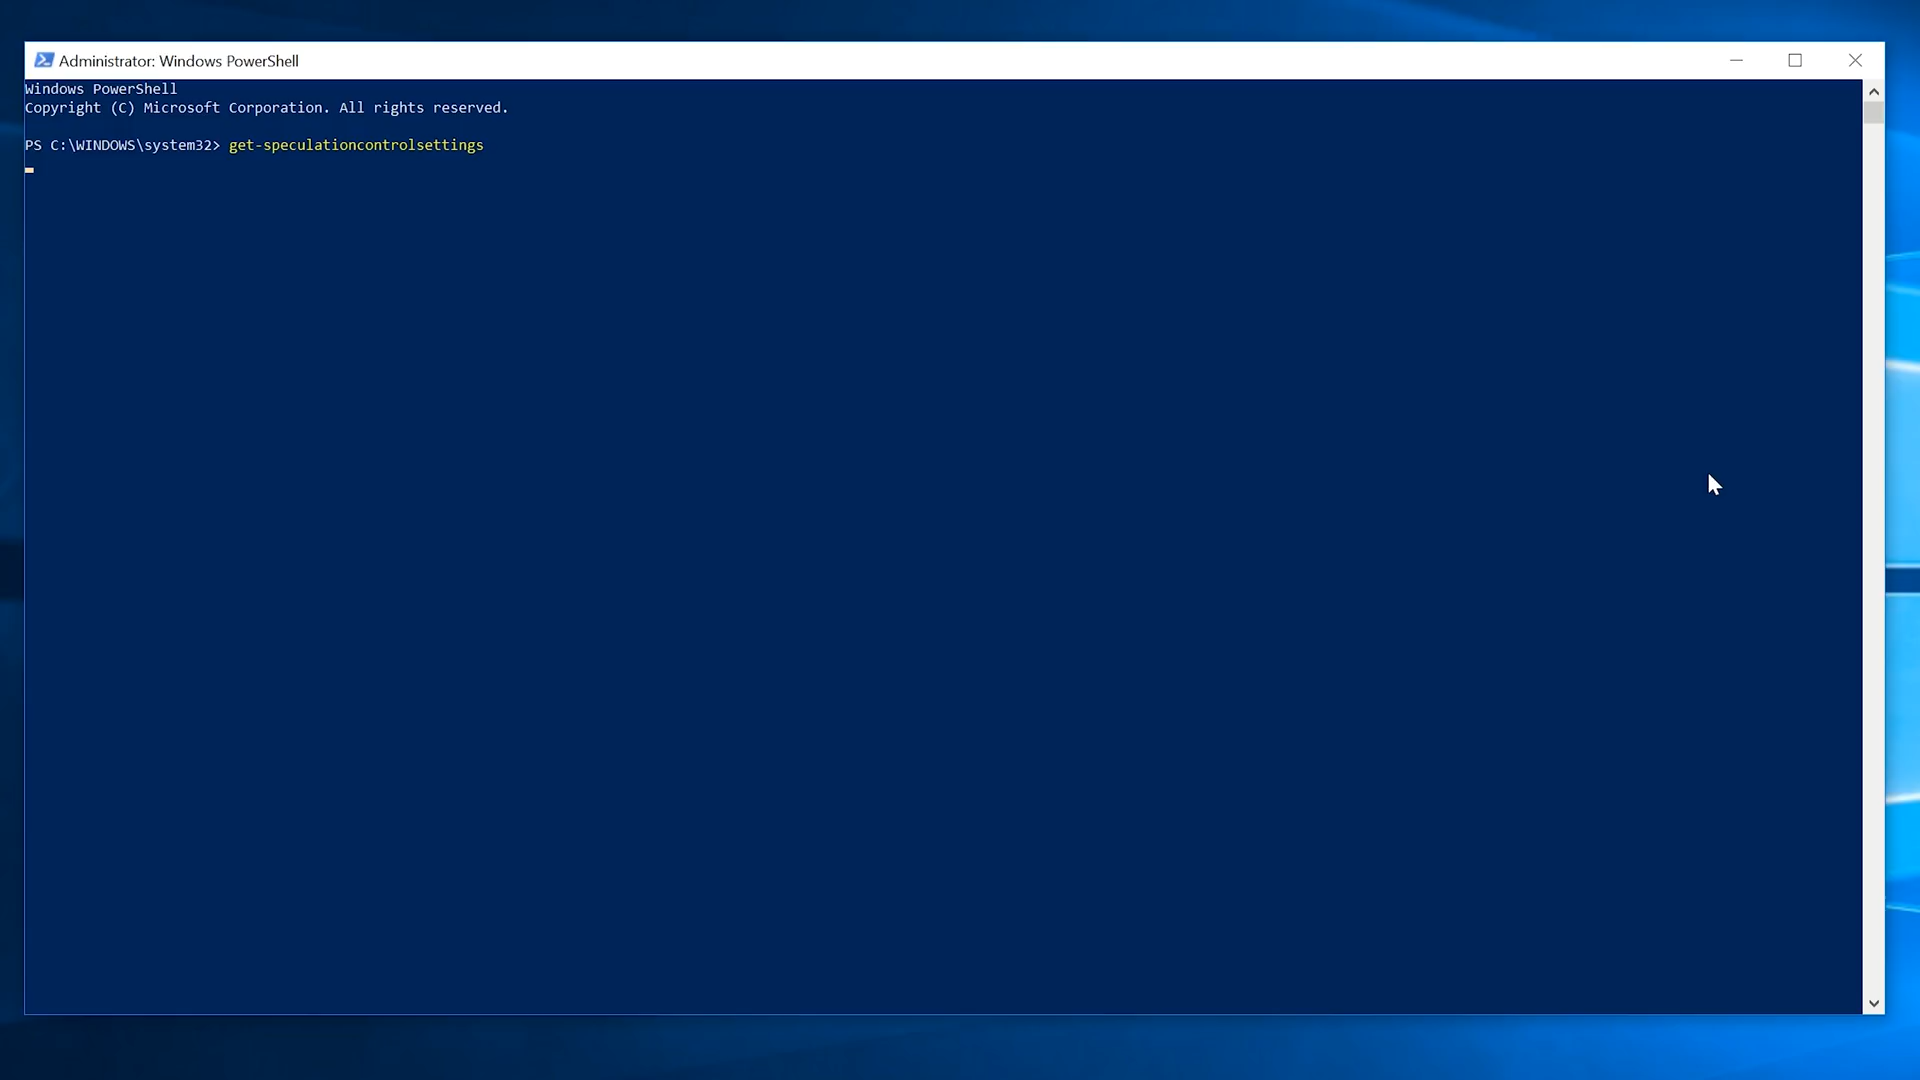 Administrator: Windows PowerShell
Windows PowerShell
Copyright (C) Microsoft Corporation. All rights reserved.
PS C:\WINDOWS\system32> get-speculationcontrolsettings